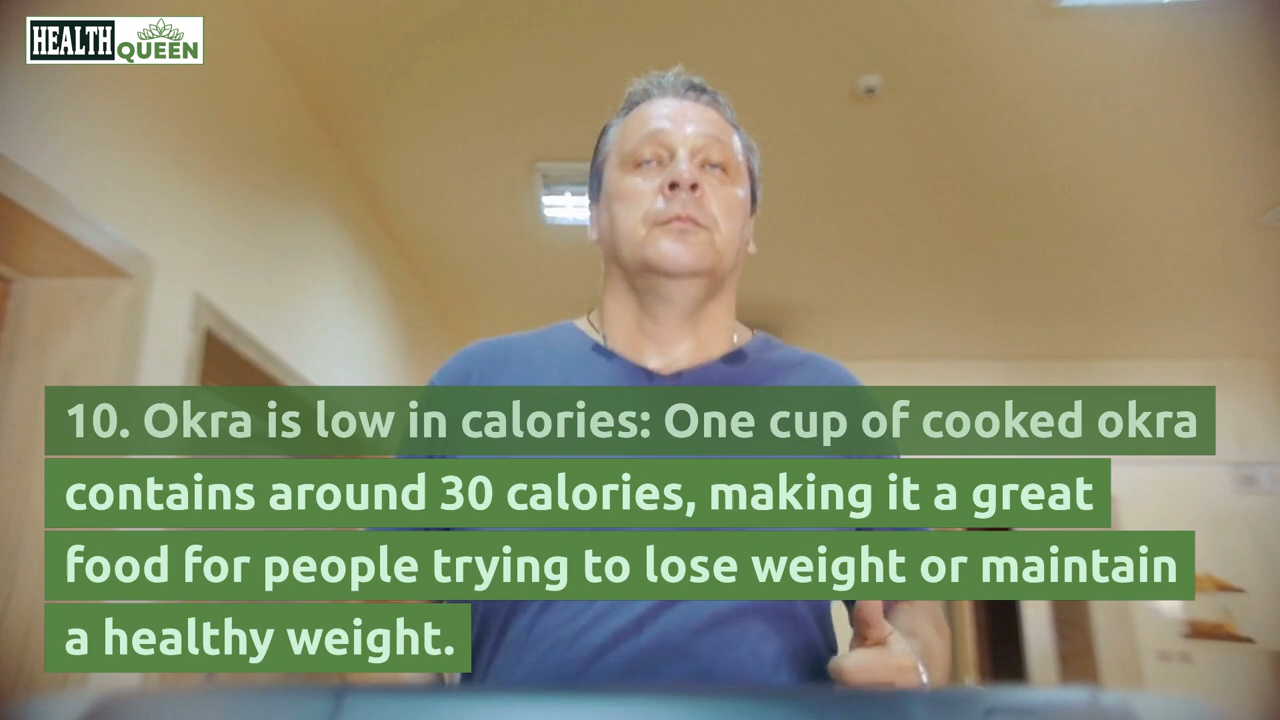 HEALTH
QUEEN
10. Okra is low in calories: One cup of cooked okra
contains around 30 calories, making it a great
food for people trying to lose weight or maintain
a healthy weight.